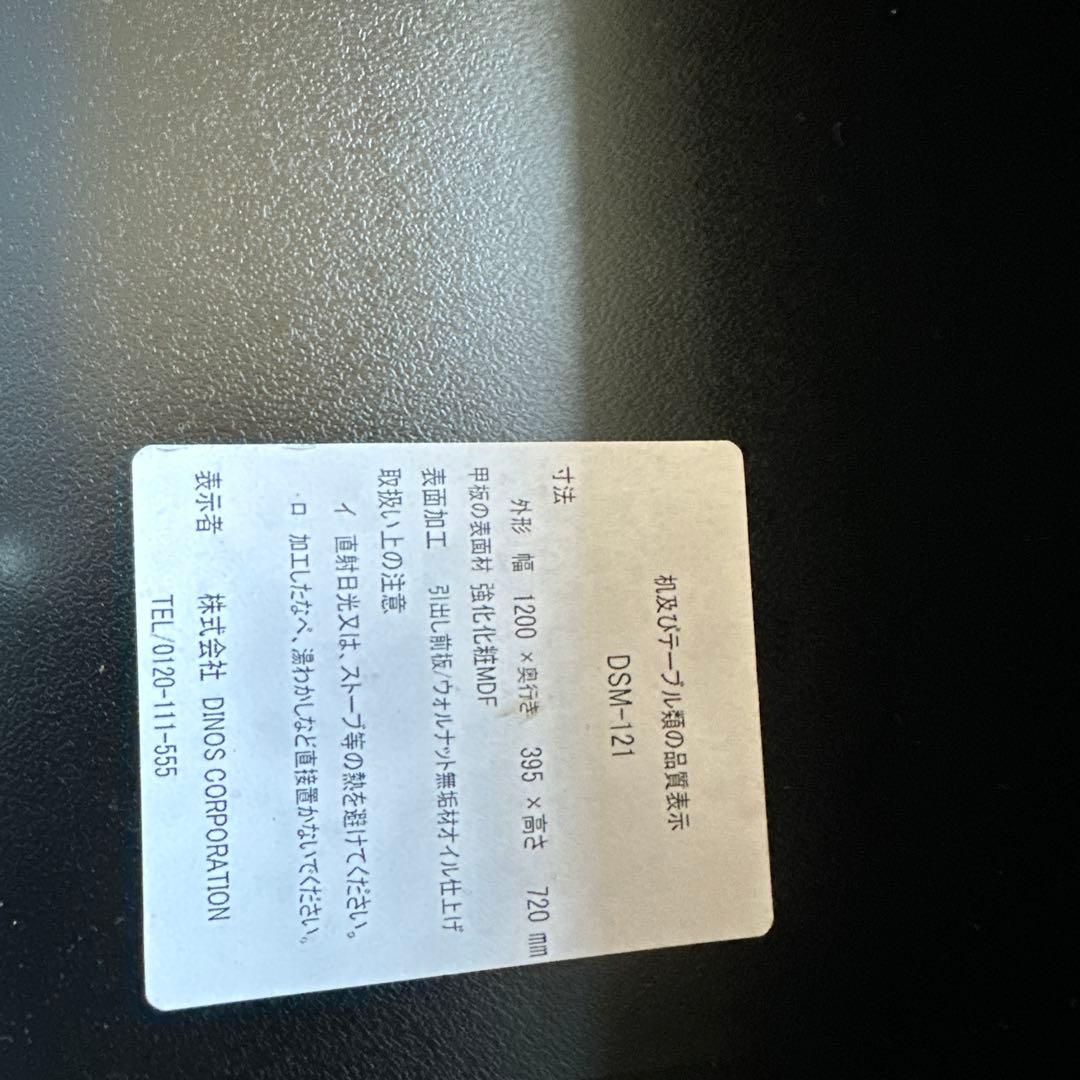 机及びテーブル類の品質表示
DSM-121
寸法
外形 幅 1200 ×奥行き 395 ×高さ 720 mm
甲板の表面材 強化化粧MDF
表面加工 引出し前板/ウォルナット無垢材オイル仕上げ
取扱い上の注意
イ 直射日光又は、ストーブ等の熱を避けてください。
ロ 加工したなべ、湯わかしなど直接置かないでください。
表示者 株式会社 DINOS CORPORATION
TEL/0120-111-555